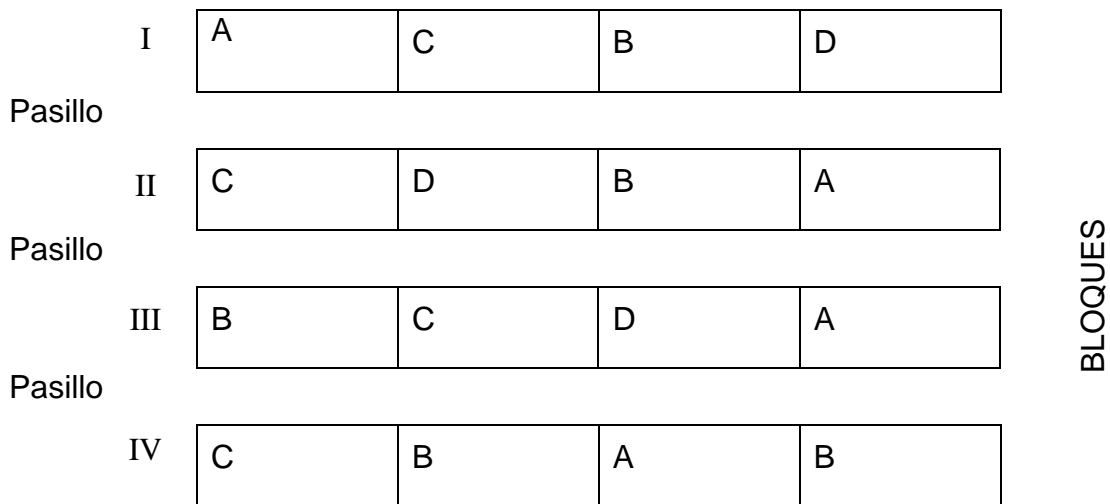 I A C B D
Pasillo
II C D B A
Pasillo
III B C D A
Pasillo
IV C B A B
BLOQUES